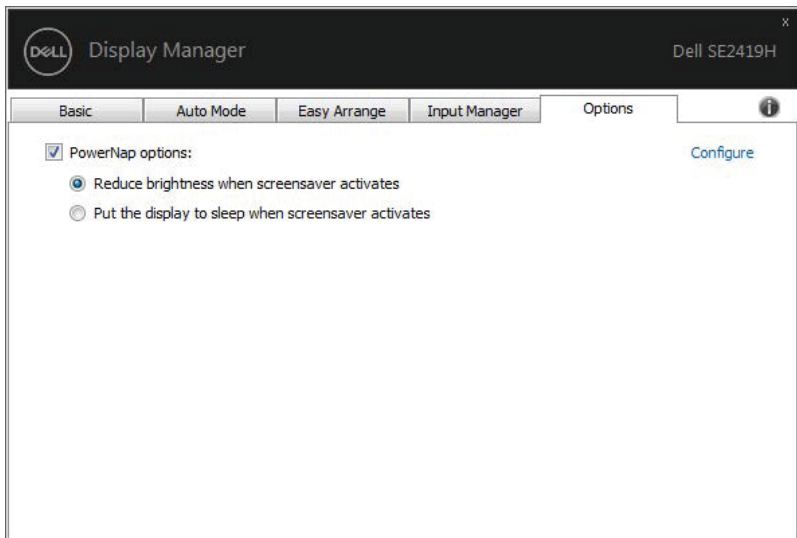 x
DELL Display Manager Dell SE2419H
Basic Auto Mode Easy Arrange Input Manager Options i
PowerNap options: Configure
Reduce brightness when screensaver activates
Put the display to sleep when screensaver activates